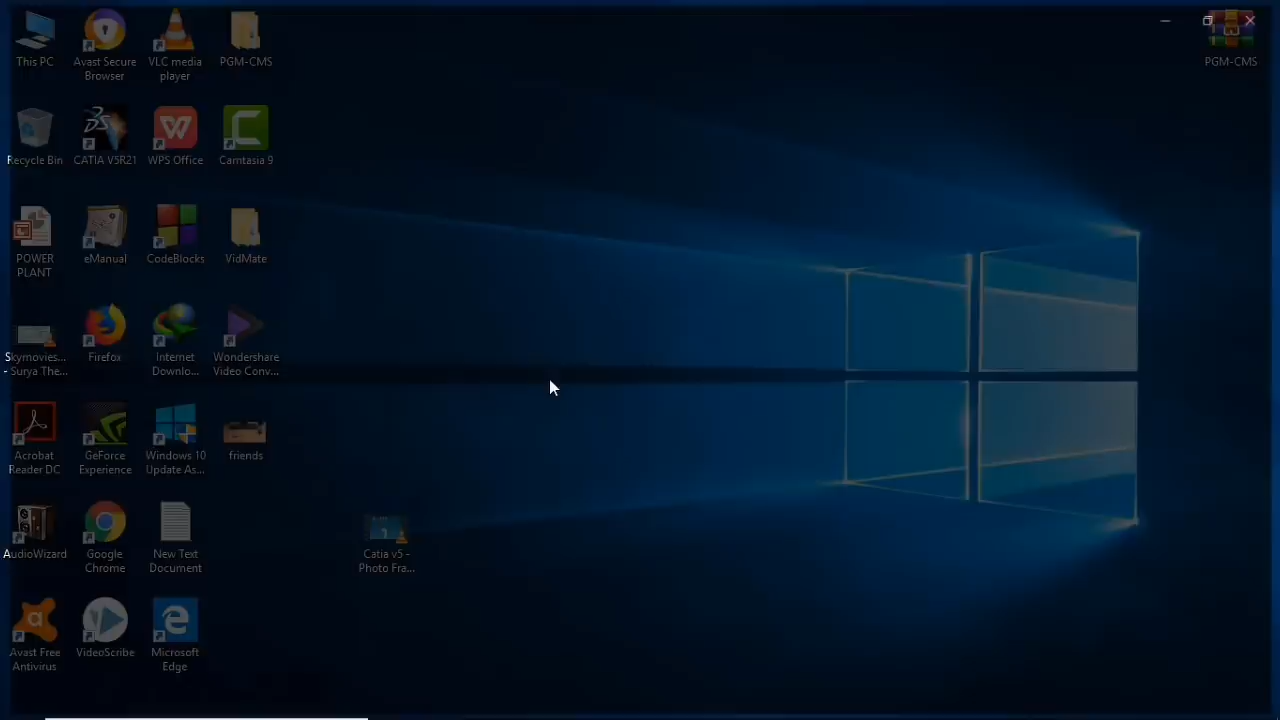 This PC
Avast Secure
Browser
VLC media
player
PGM-CMS
PGM-CMS
Recycle Bin
CATIA V5R21
WPS Office
Camtasia 9
POWER
PLANT
eManual
CodeBlocks
VidMate
Skymovies...
- Surya The...
Firefox
Internet
Downlo...
Wondershare
Video Conv...
Acrobat
Reader DC
GeForce
Experience
Windows 10
Update As...
friends
AudioWizard
Google
Chrome
New Text
Document
Catia v5 -
Photo Fra...
Avast Free
Antivirus
VideoScribe
Microsoft
Edge